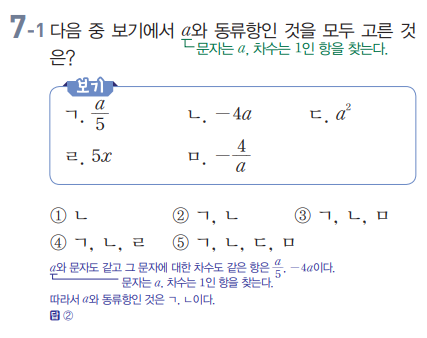 7-1 다음 중 보기에서 a와 동류항인 것을 모두 고른 것
문자는 a, 차수는 1인 항을 찾는다.
은?
보기
ㄱ. a/5 ㄴ. -4a ㄷ. a²
ㄹ. 5x ㅁ. -4/a
① ㄴ ② ㄱ, ㄴ ③ ㄱ, ㄴ, ㅁ
④ ㄱ, ㄴ, ㄹ ⑤ ㄱ, ㄴ, ㄷ, ㅁ
a와 문자도 같고 그 문자에 대한 차수도 같은 항은 a/5, -4a이다.
문자는 a, 차수는 1인 항을 찾는다.
따라서 a와 동류항인 것은 ㄱ, ㄴ이다.
답 ②